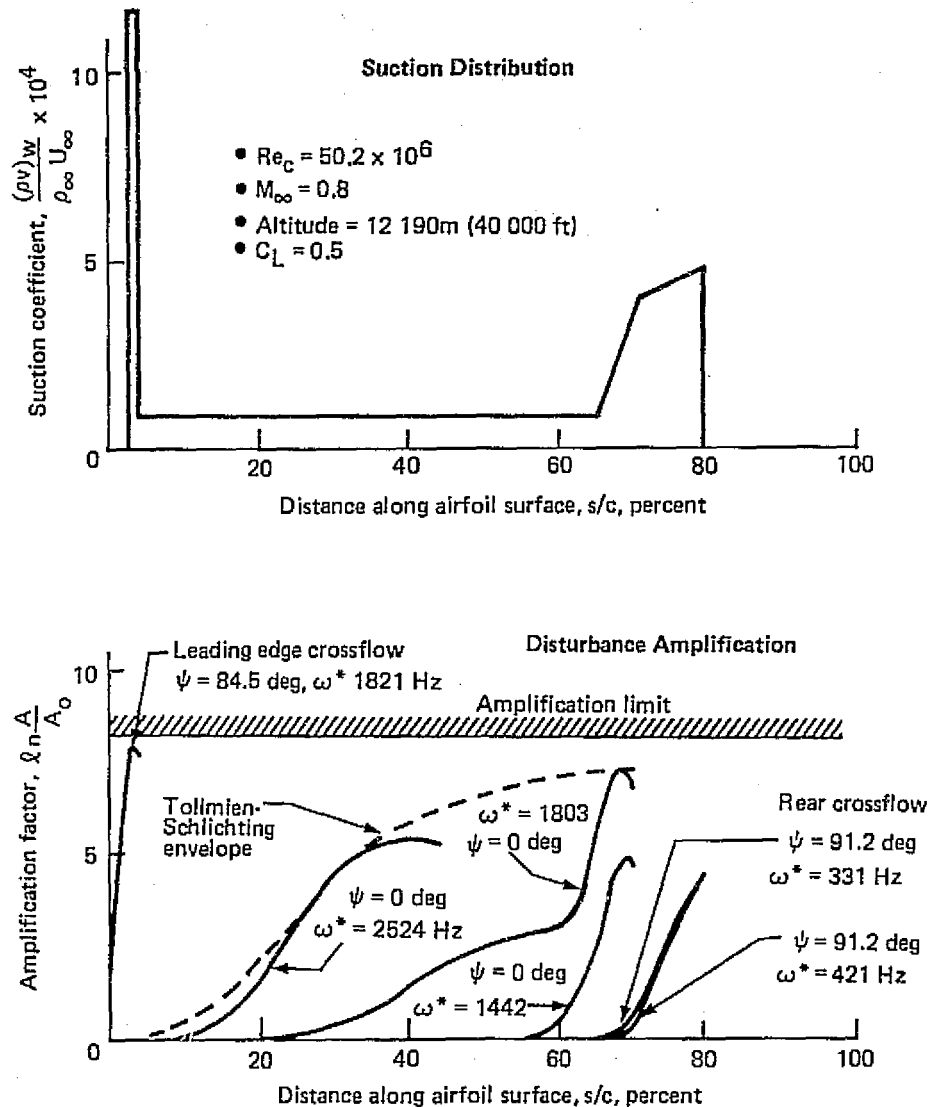 Suction Distribution
Suction coefficient, (ρv)w / ρ∞ U∞ x 10⁴
10
5
0
• Re_c = 50.2 x 10⁶
• M∞ = 0.8
• Altitude = 12 190m (40 000 ft)
• C_L = 0.5
20
40
60
80
100
Distance along airfoil surface, s/c, percent
Disturbance Amplification
Amplification factor, ℓn A/A₀
10
5
0
Leading edge crossflow
ψ = 84.5 deg, ω* 1821 Hz
Amplification limit
Tollmien-
Schlichting
envelope
ψ = 0 deg
ω* = 2524 Hz
ω* = 1803
ψ = 0 deg
ψ = 0 deg
ω* = 1442
Rear crossflow
ψ = 91.2 deg
ω* = 331 Hz
ψ = 91.2 deg
ω* = 421 Hz
20
40
60
80
100
Distance along airfoil surface, s/c, percent